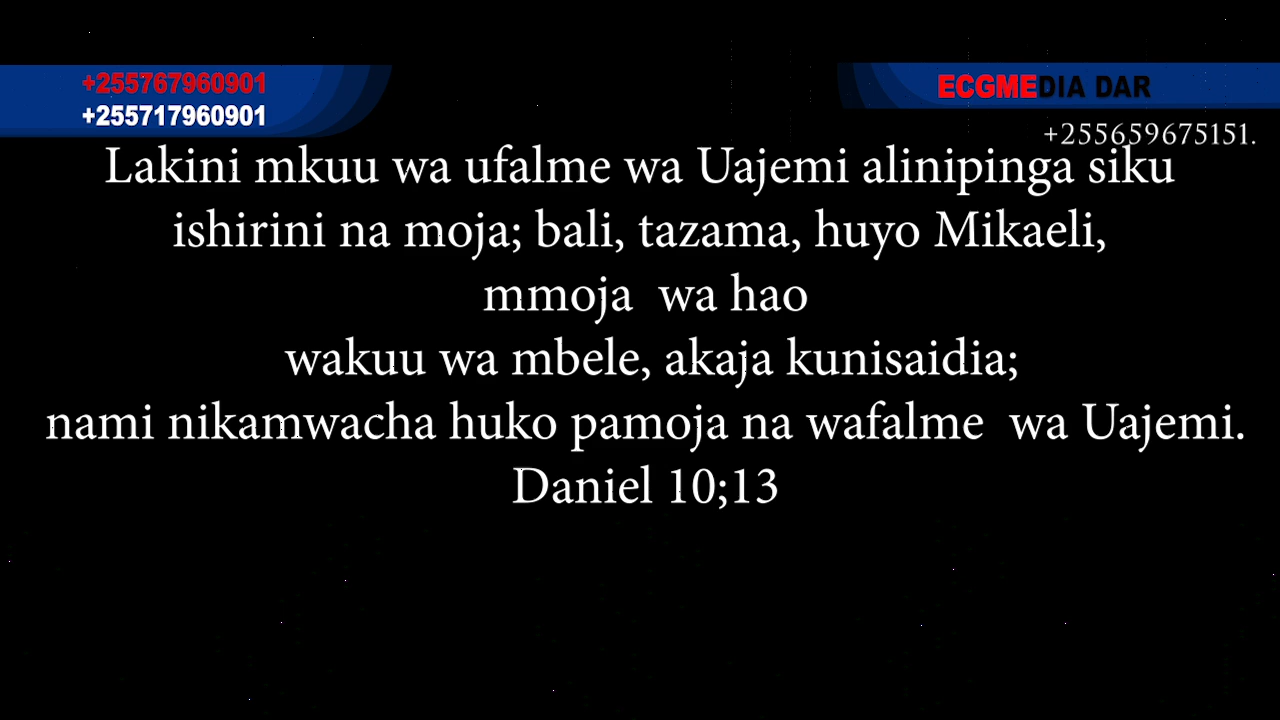 +255767960901
+255717960901
ECGMEDIA DAR
+255659675151.
Lakini mkuu wa ufalme wa Uajemi alinipinga siku
ishirini na moja; bali, tazama, huyo Mikaeli,
mmoja  wa hao
wakuu wa mbele, akaja kunisaidia;
nami nikamwacha huko pamoja na wafalme  wa Uajemi.
Daniel 10;13